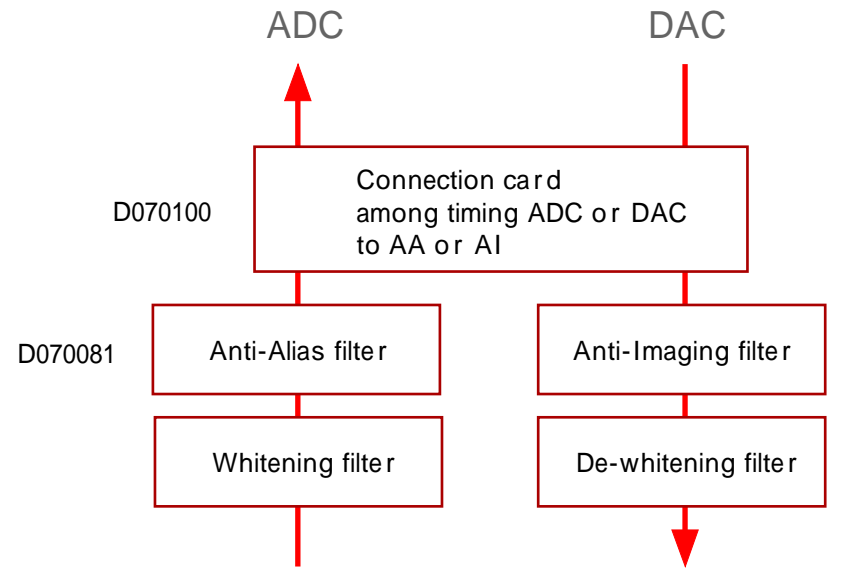 ADC
DAC
D070100
Connection card
among timing ADC or DAC
to AA or AI
D070081
Anti-Alias filter
Anti-Imaging filter
Whitening filter
De-whitening filter